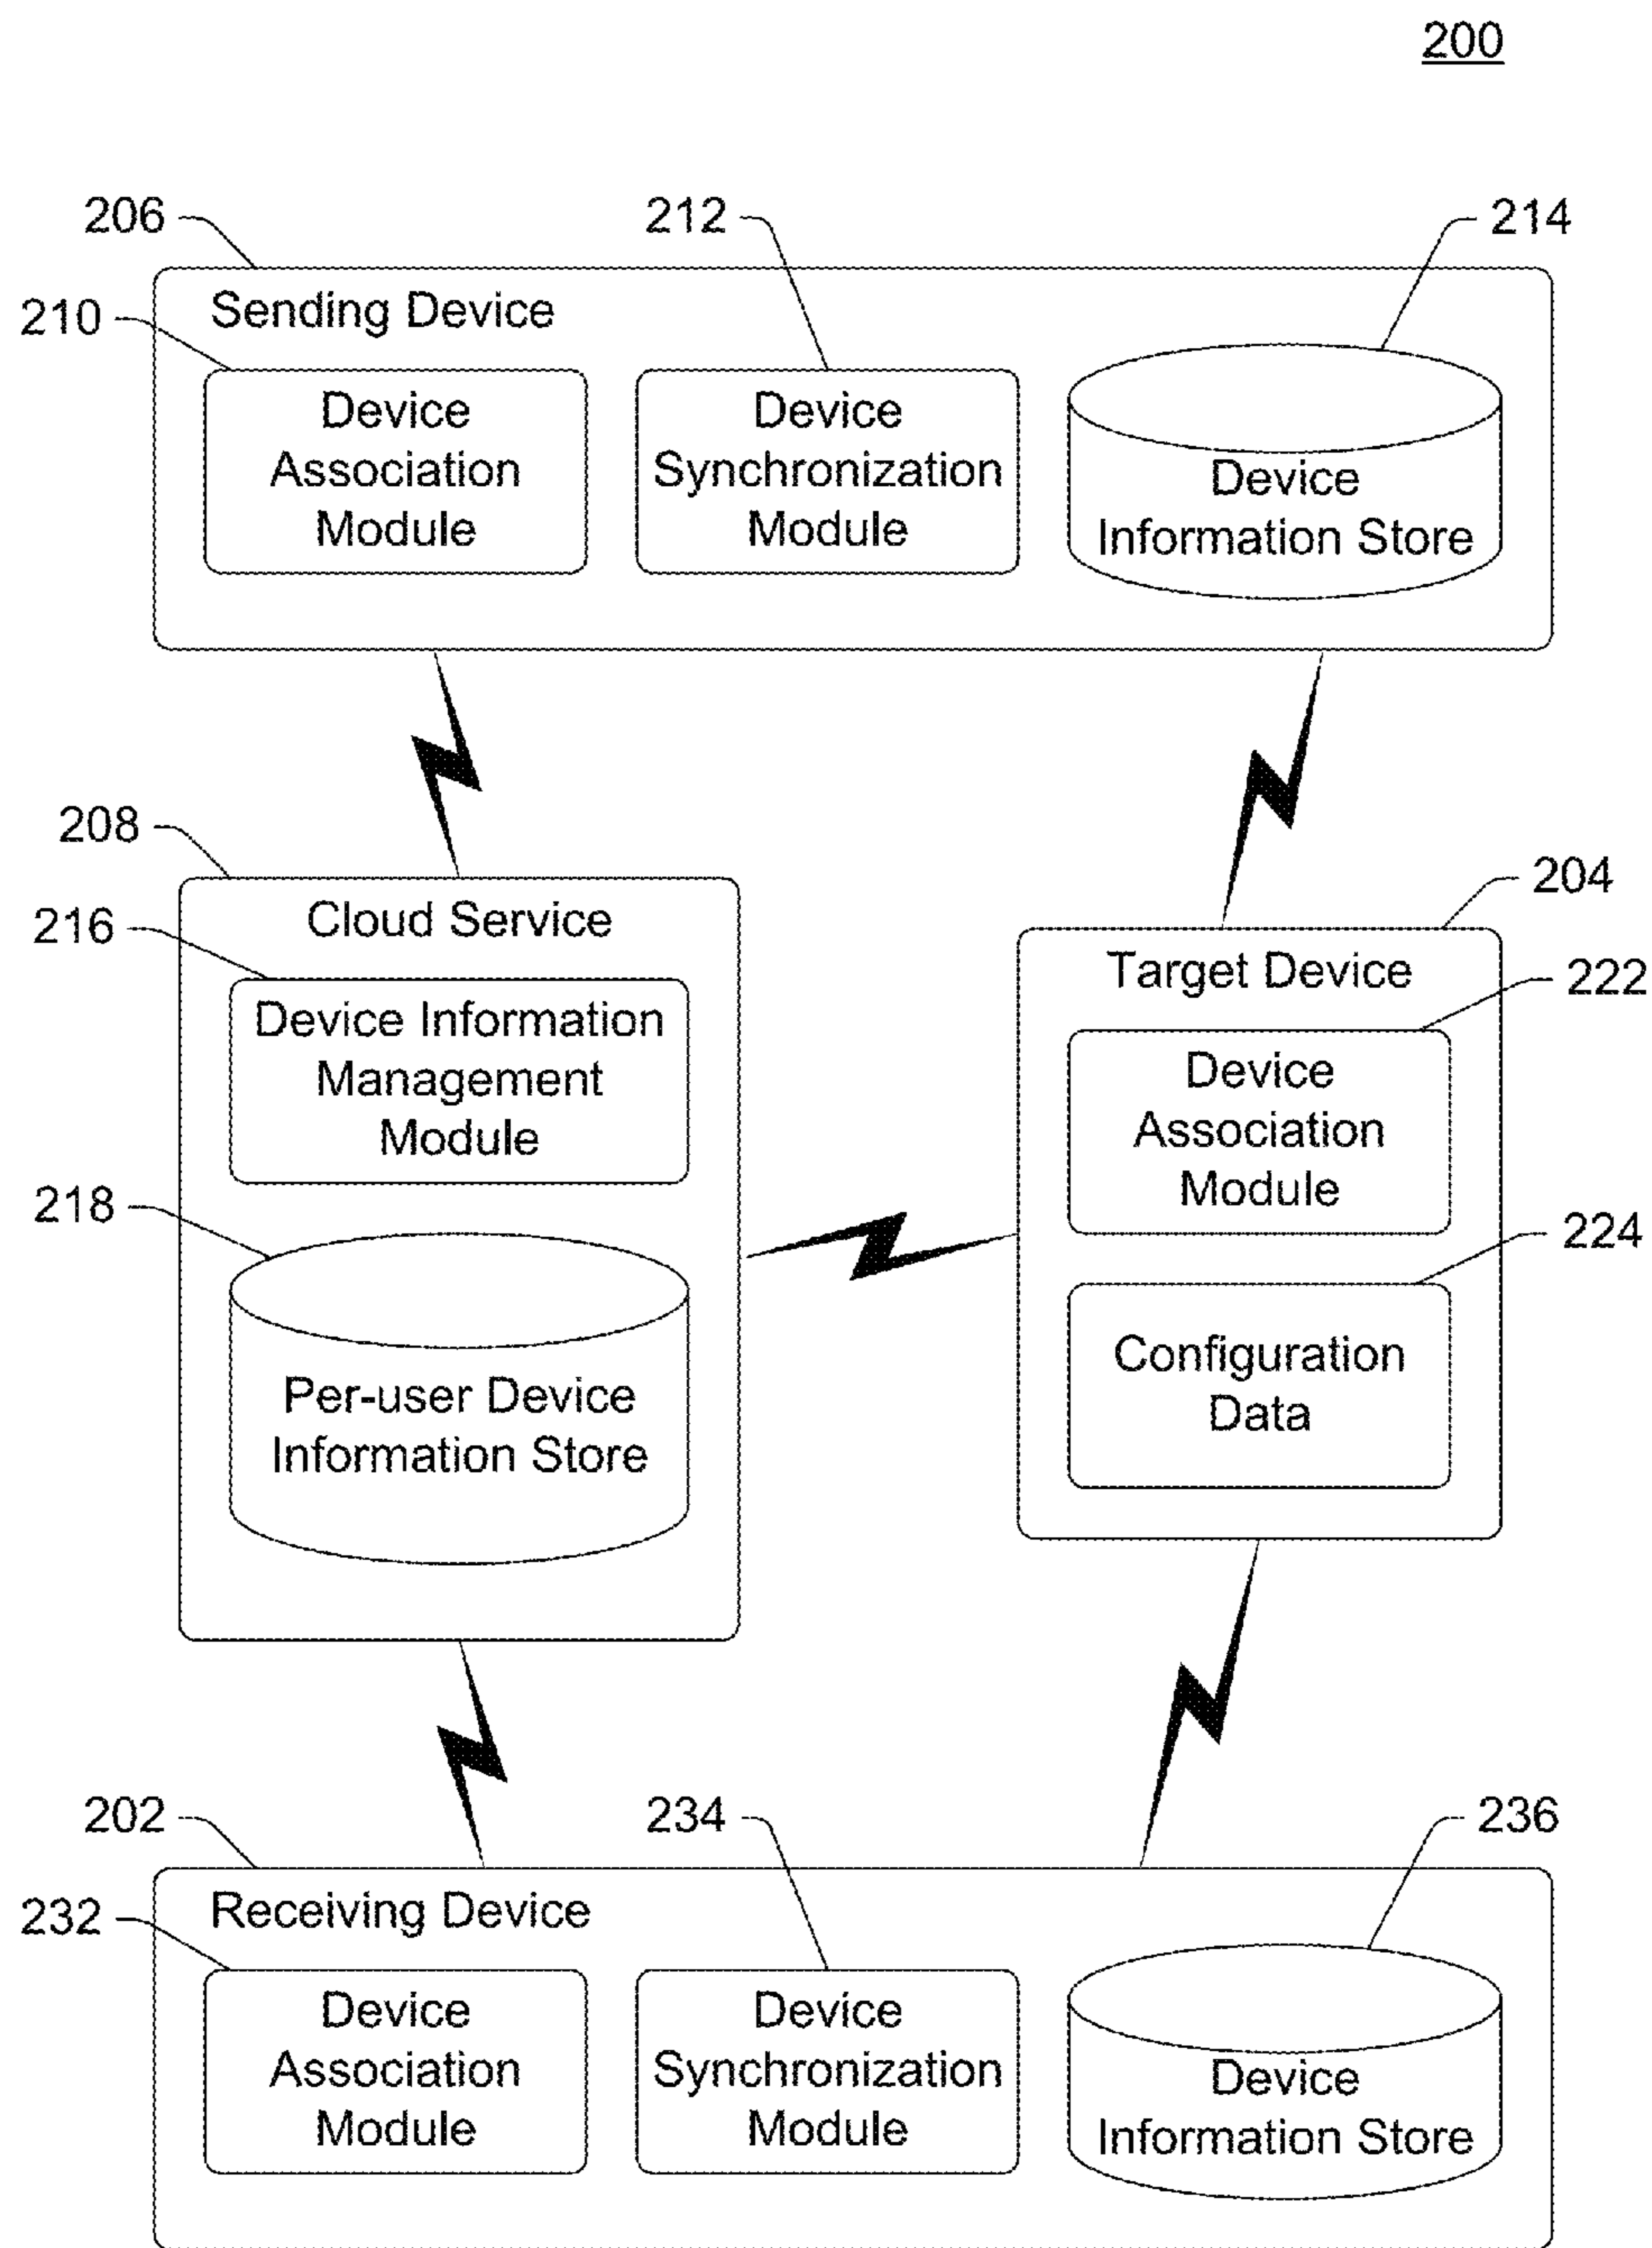 200
206
212
214
210
Sending Device
Device
Association
Module
Device
Synchronization
Module
Device
Information Store
208
216
Cloud Service
Device Information
Management
Module
218
Per-user Device
Information Store
204
Target Device
222
Device
Association
Module
224
Configuration
Data
202
234
236
232
Receiving Device
Device
Association
Module
Device
Synchronization
Module
Device
Information Store